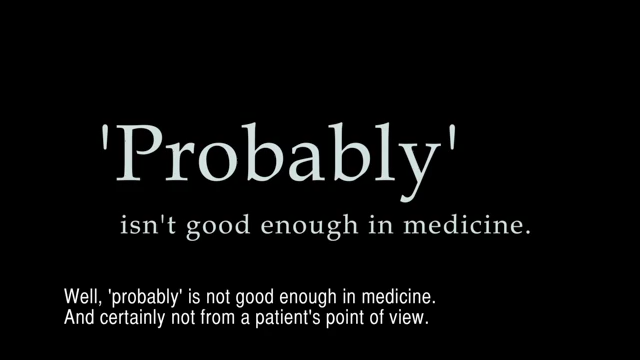 'Probably'
isn't good enough in medicine.
Well, 'probably' is not good enough in medicine.
And certainly not from a patient's point of view.